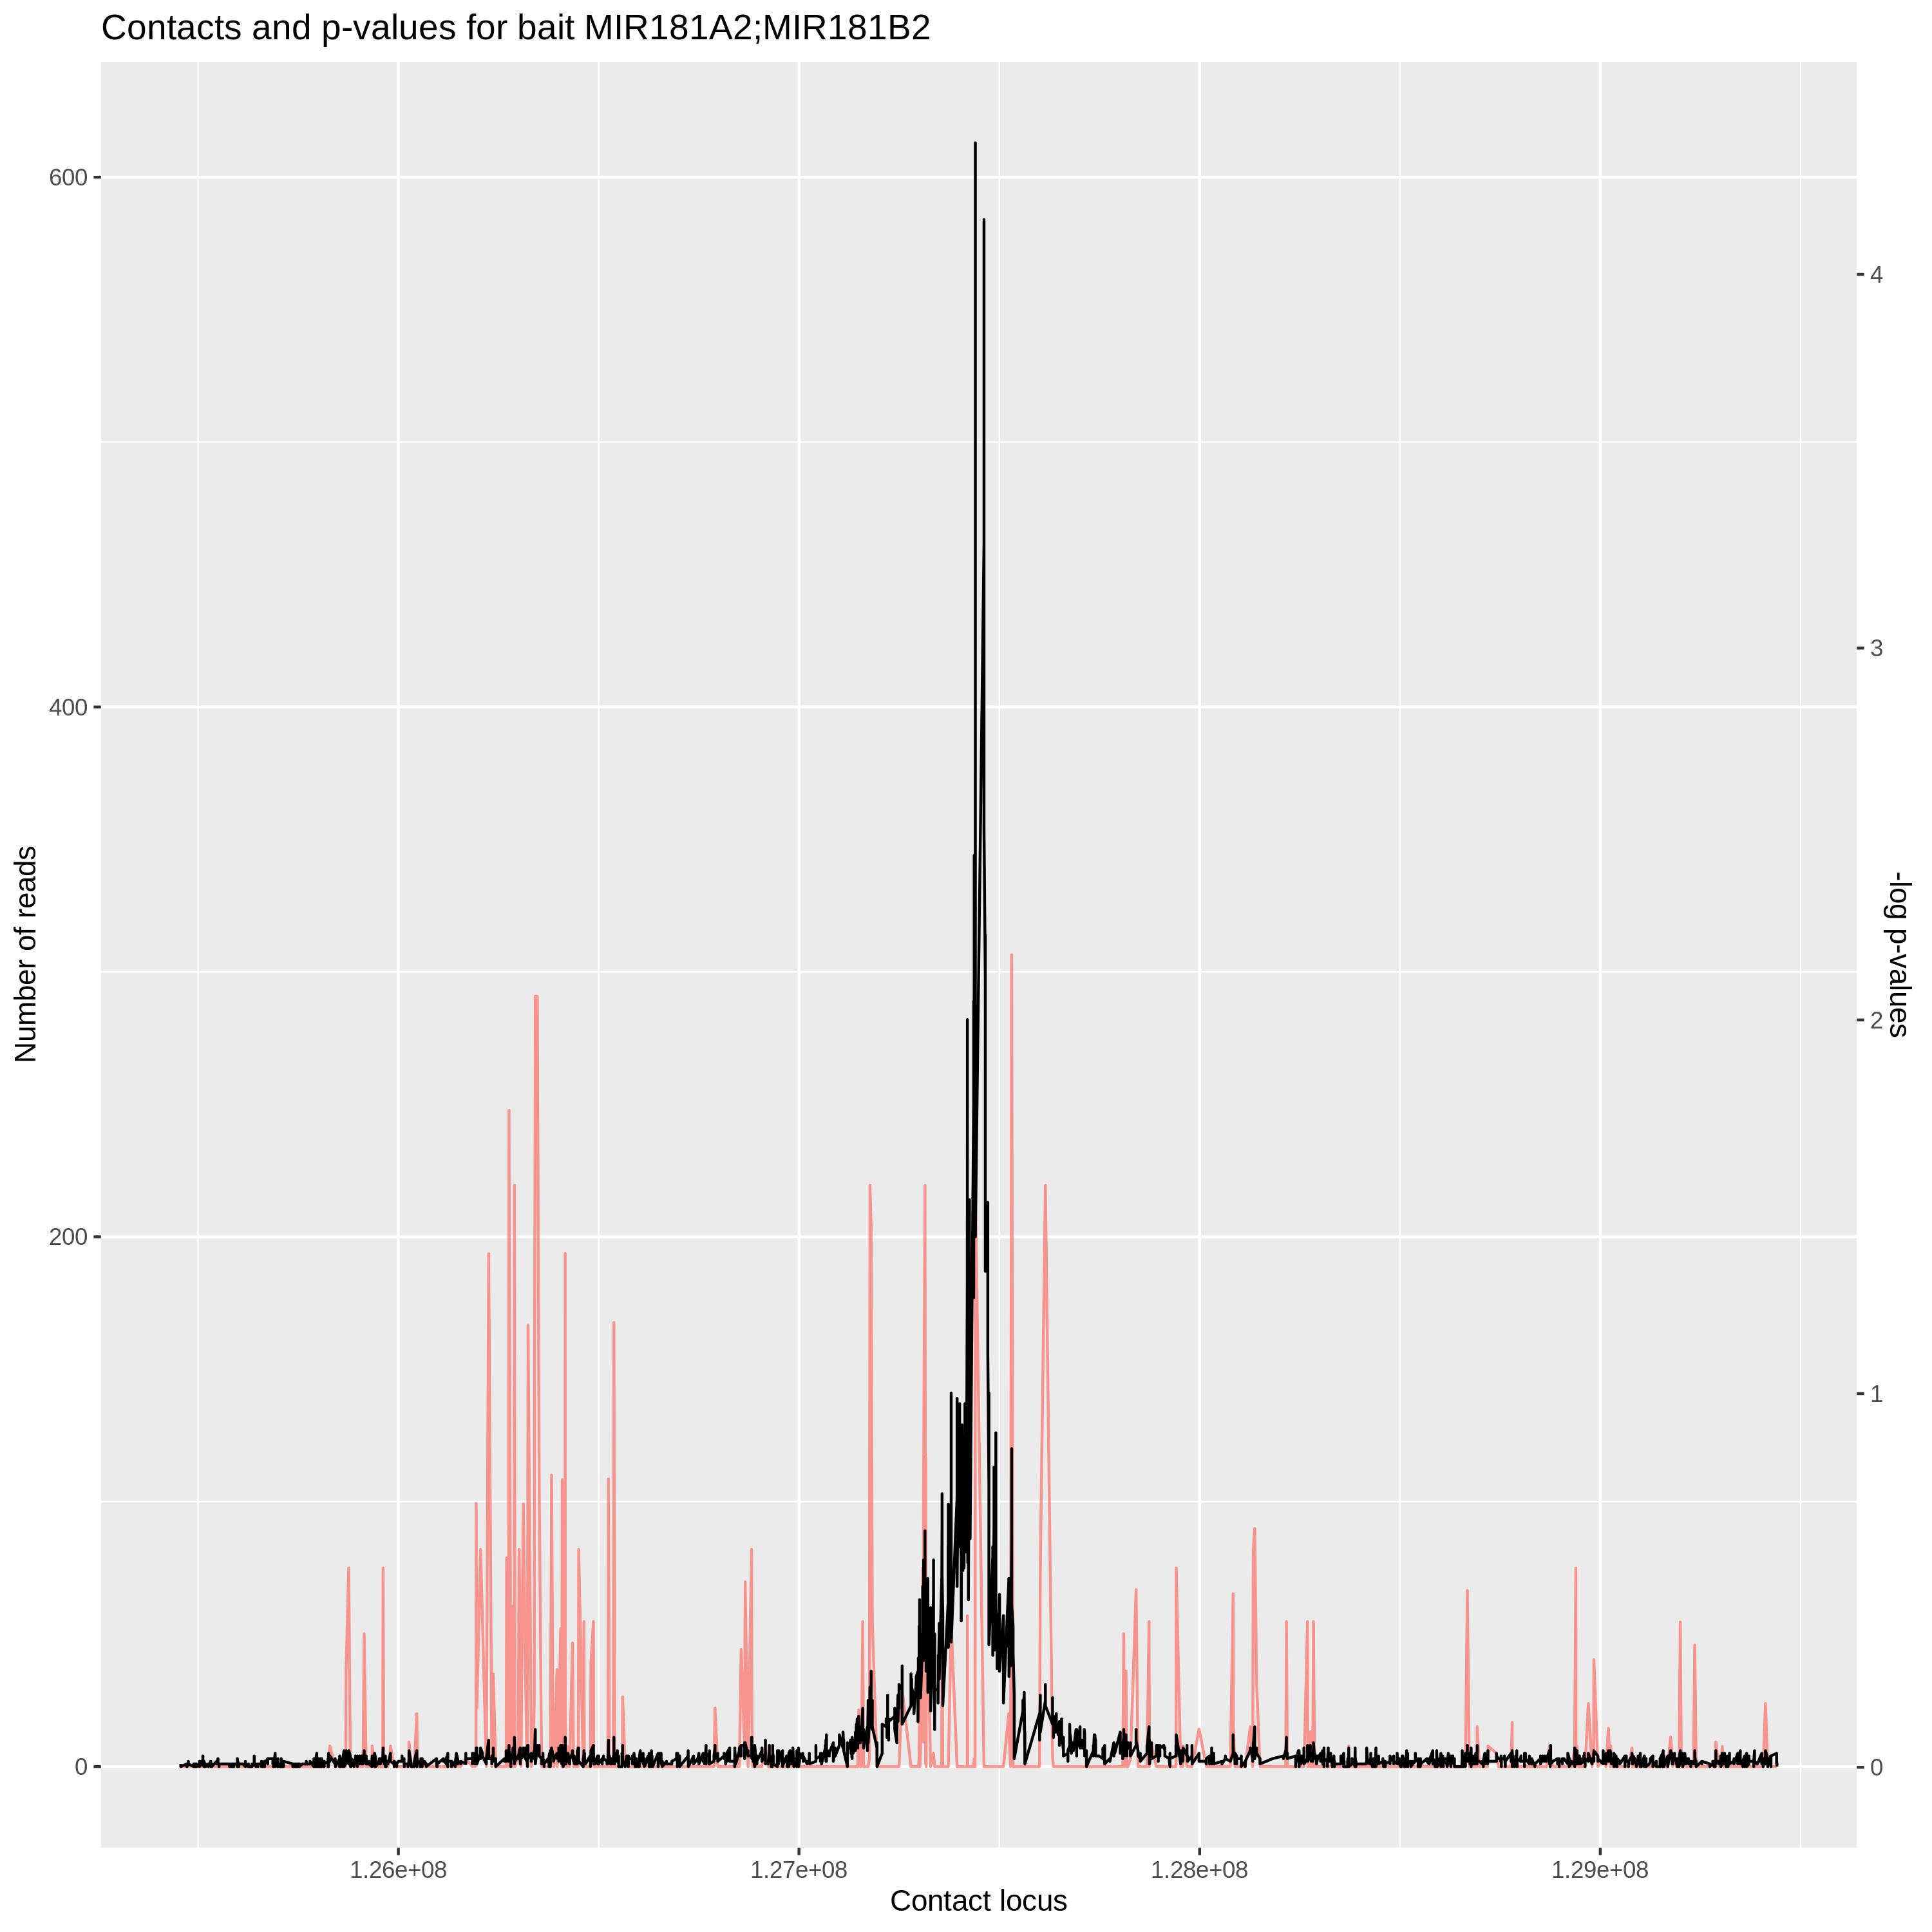 Contacts and p-values for bait MIR181A2;MIR181B2
600
400
200
0
Number of reads
4
3
2
1
0
-log p-values
1.26e+08
1.27e+08
1.28e+08
1.29e+08
Contact locus